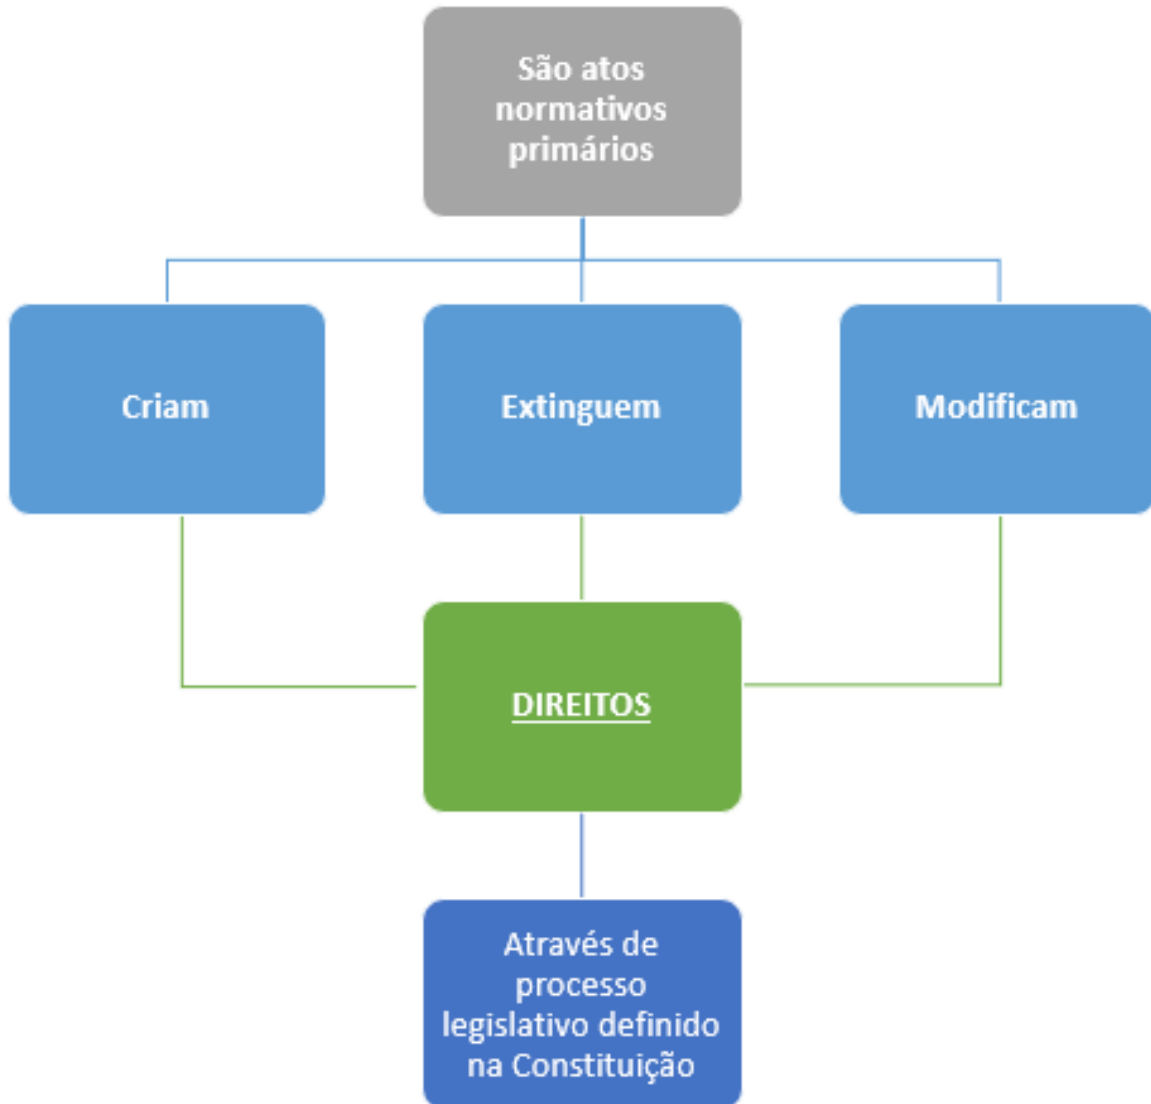 São atos
normativos
primários
Criam
Extinguem
Modificam
DIREITOS
Através de
processo
legislativo definido
na Constituição